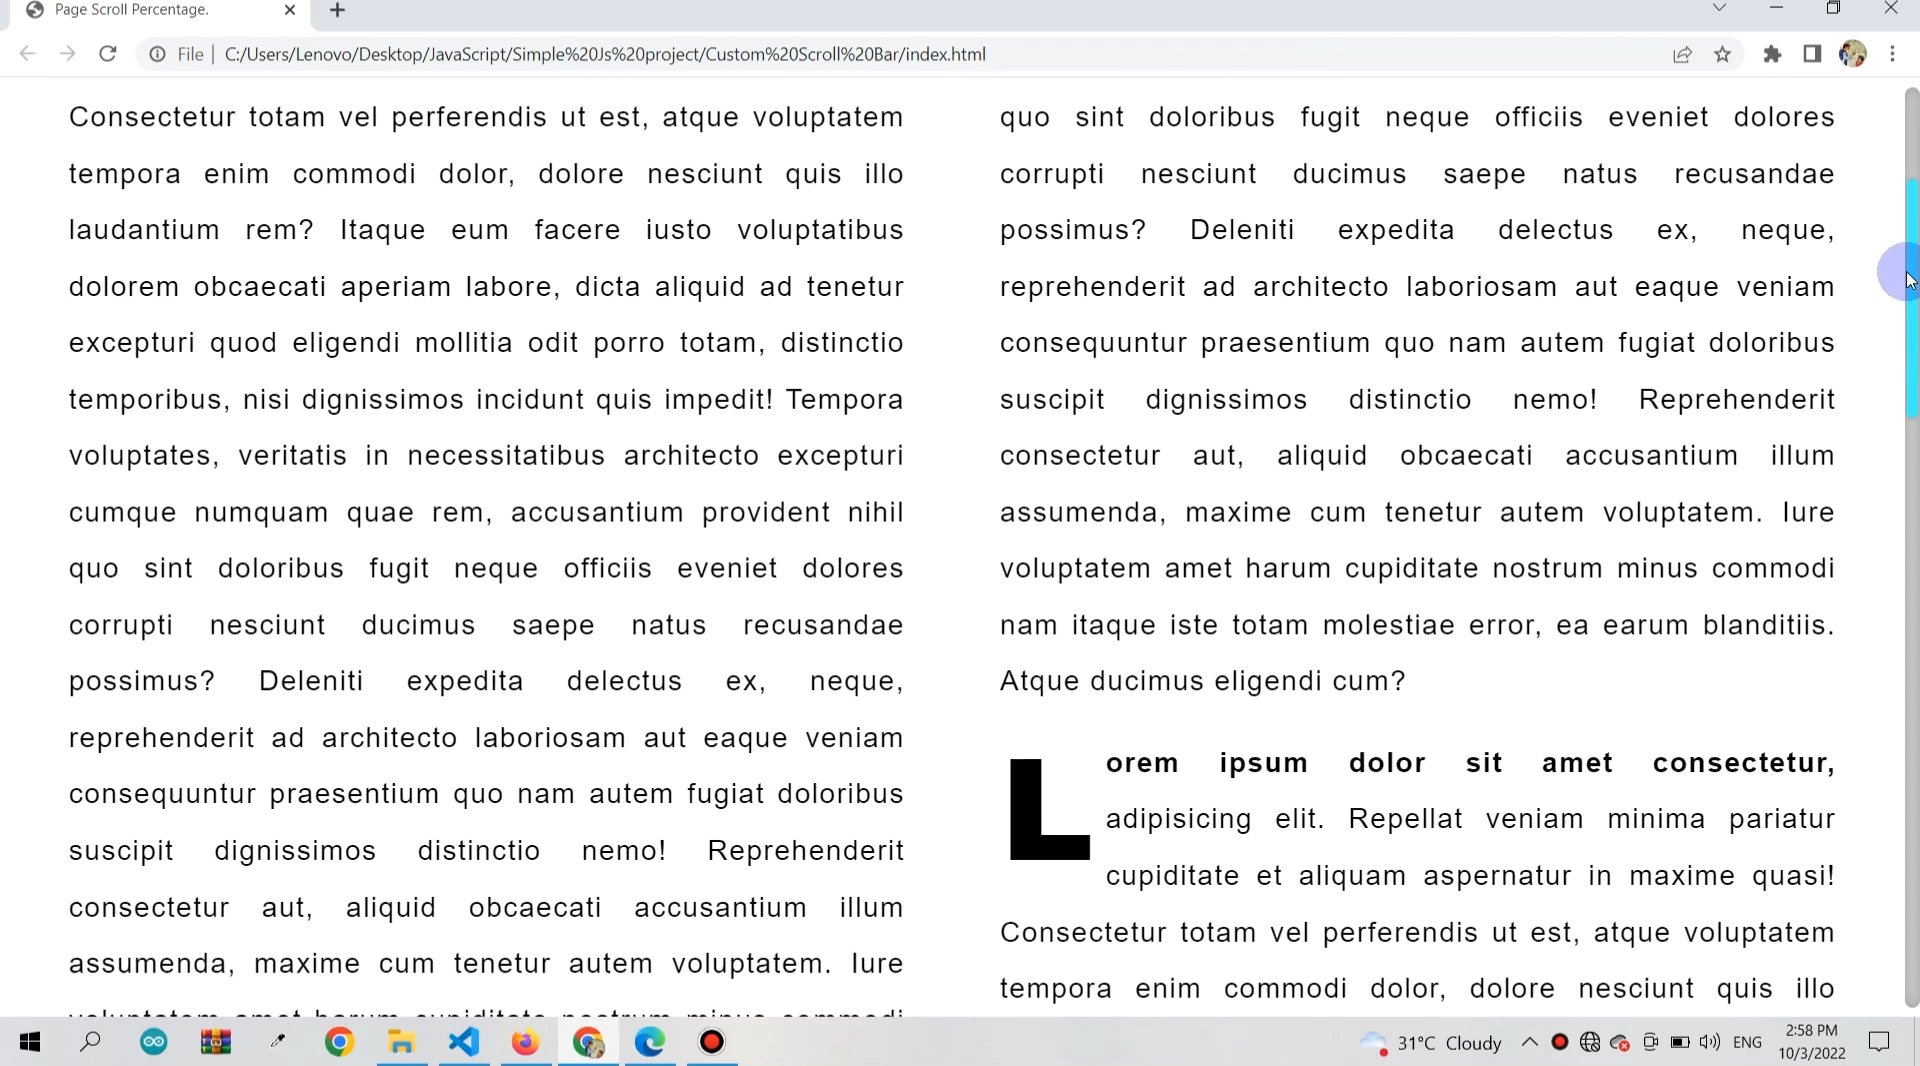 Page Scroll Percentage.
File | C:/Users/Lenovo/Desktop/JavaScript/Simple%20Js%20project/Custom%20Scroll%20Bar/index.html
Consectetur totam vel perferendis ut est, atque voluptatem
tempora enim commodi dolor, dolore nesciunt quis illo
laudantium rem? Itaque eum facere iusto voluptatibus
dolorem obcaecati aperiam labore, dicta aliquid ad tenetur
excepturi quod eligendi mollitia odit porro totam, distinctio
temporibus, nisi dignissimos incidunt quis impedit! Tempora
voluptates, veritatis in necessitatibus architecto excepturi
cumque numquam quae rem, accusantium provident nihil
quo sint doloribus fugit neque officiis eveniet dolores
corrupti nesciunt ducimus saepe natus recusandae
possimus? Deleniti expedita delectus ex, neque,
reprehenderit ad architecto laboriosam aut eaque veniam
consequuntur praesentium quo nam autem fugiat doloribus
suscipit dignissimos distinctio nemo! Reprehenderit
consectetur aut, aliquid obcaecati accusantium illum
assumenda, maxime cum tenetur autem voluptatem. Iure
voluptatem amet harum cupiditate nostrum minus commodi
quo sint doloribus fugit neque officiis eveniet dolores
corrupti nesciunt ducimus saepe natus recusandae
possimus? Deleniti expedita delectus ex, neque,
reprehenderit ad architecto laboriosam aut eaque veniam
consequuntur praesentium quo nam autem fugiat doloribus
suscipit dignissimos distinctio nemo! Reprehenderit
consectetur aut, aliquid obcaecati accusantium illum
assumenda, maxime cum tenetur autem voluptatem. Iure
voluptatem amet harum cupiditate nostrum minus commodi
nam itaque iste totam molestiae error, ea earum blanditiis.
Atque ducimus eligendi cum?
Lorem ipsum dolor sit amet consectetur,
adipisicing elit. Repellat veniam minima pariatur
cupiditate et aliquam aspernatur in maxime quasi!
Consectetur totam vel perferendis ut est, atque voluptatem
tempora enim commodi dolor, dolore nesciunt quis illo
31°C Cloudy
ENG
2:58 PM
10/3/2022